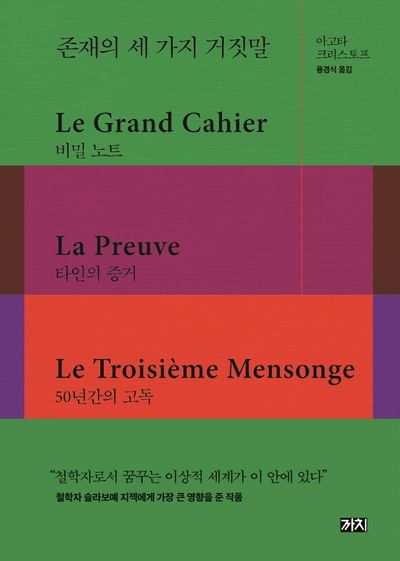 존재의 세 가지 거짓말
아고타
크리스토프
용경식 옮김
Le Grand Cahier
비밀 노트
La Preuve
타인의 증거
Le Troisième Mensonge
50년간의 고독
“철학자로서 꿈꾸는 이상적 세계가 이 안에 있다”
철학자 슬라보예 지젝에게 가장 큰 영향을 준 작품
까치